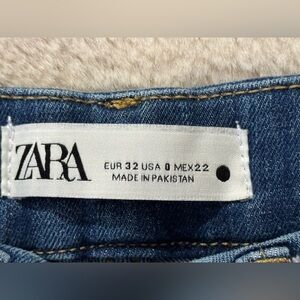 ZARA
EUR 32 USA 0 MEX 22
MADE IN PAKISTAN